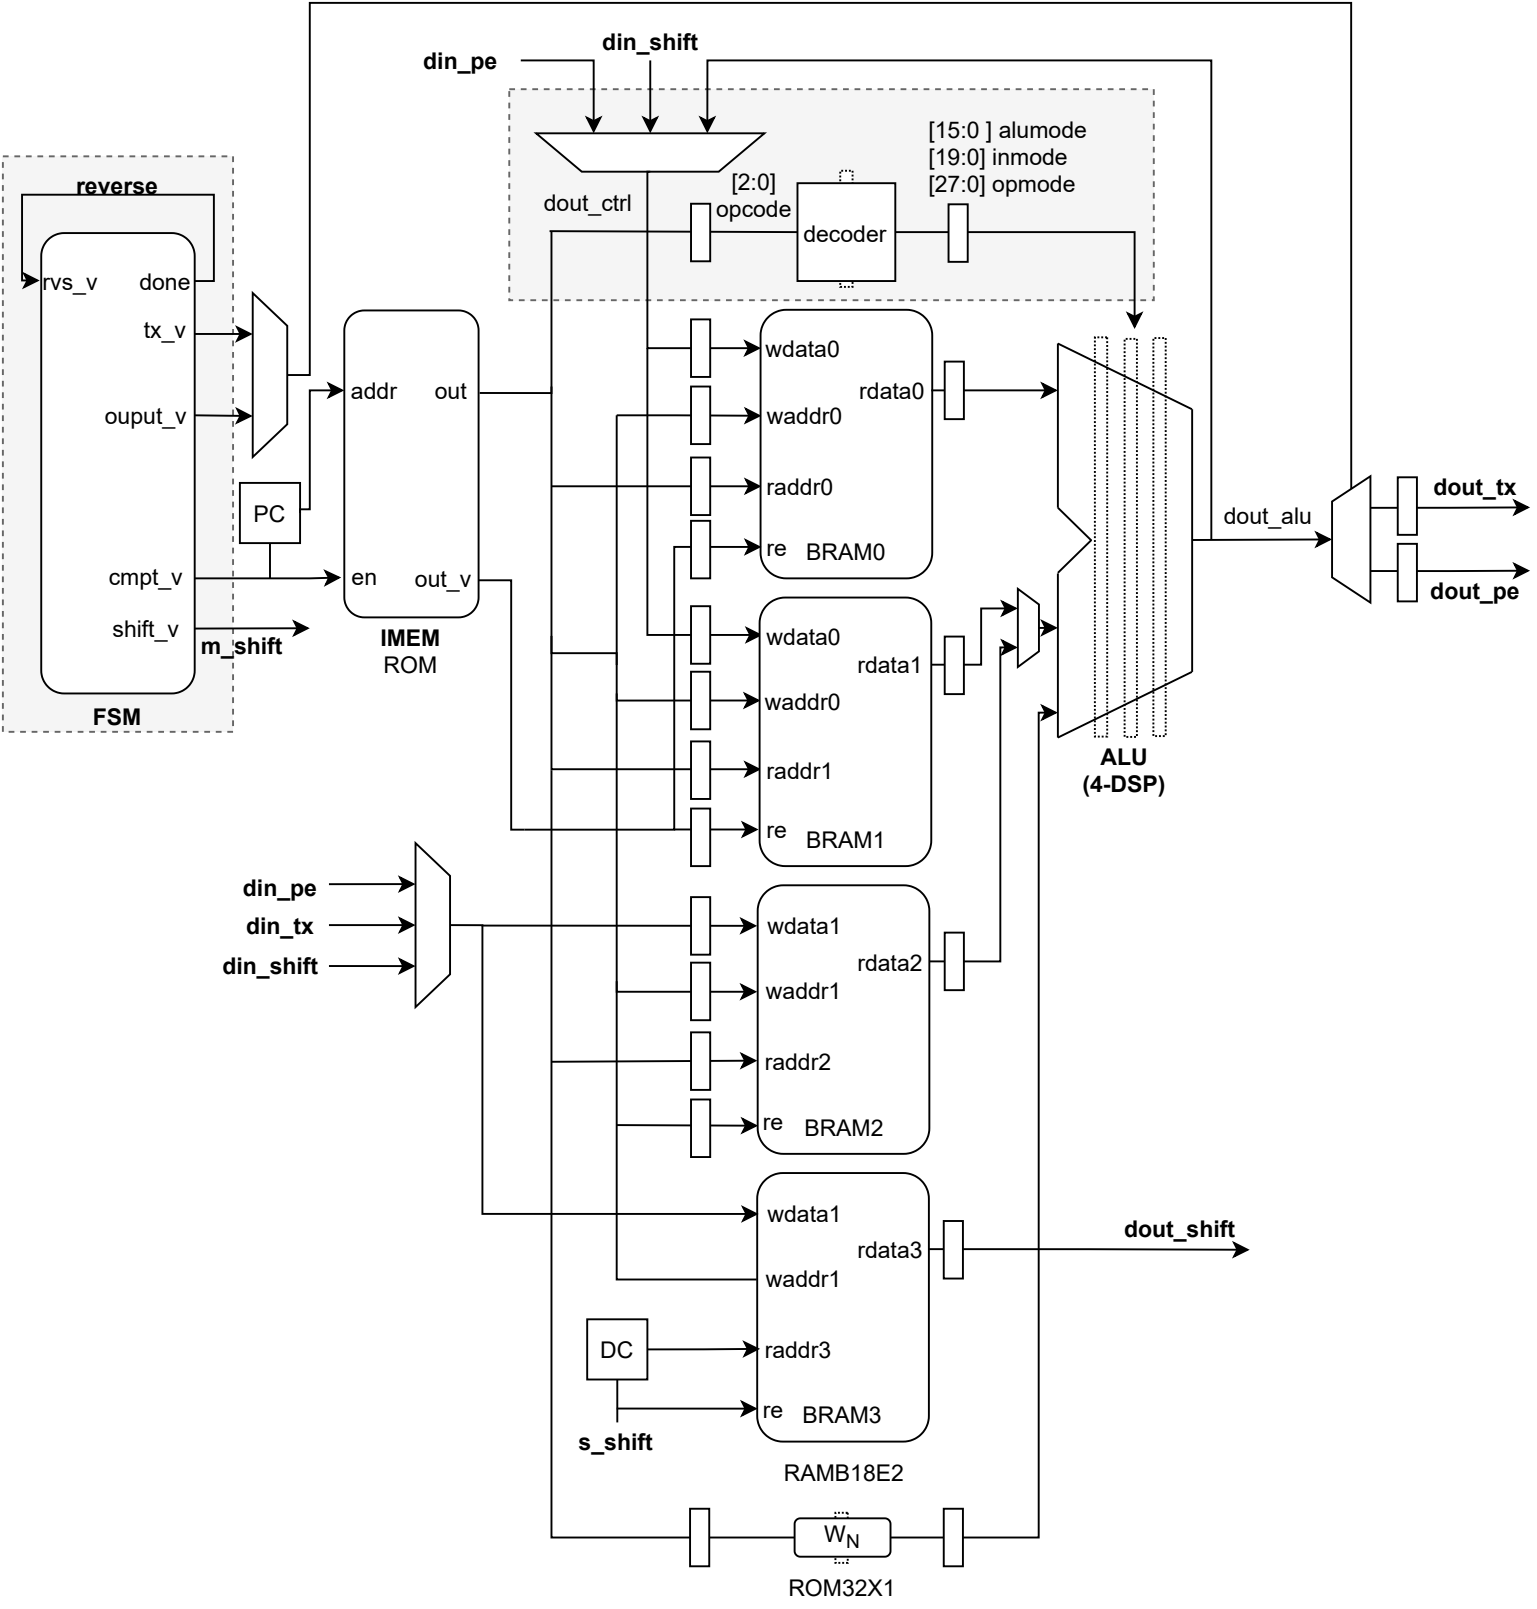 din_shift
din_pe
[15:0 ] alumode
[19:0] inmode
[27:0] opmode
[2:0]
opcode
dout_ctrl
decoder
reverse
rvs_v
done
tx_v
ouput_v
PC
cmpt_v
shift_v
m_shift
FSM
addr
out
en
out_v
IMEM
ROM
wdata0
waddr0
raddr0
re
BRAM0
rdata0
wdata0
waddr0
raddr1
re
BRAM1
rdata1
ALU
(4-DSP)
dout_alu
dout_tx
dout_pe
din_pe
din_tx
din_shift
wdata1
waddr1
raddr2
re
BRAM2
rdata2
wdata1
waddr1
raddr3
re
BRAM3
rdata3
dout_shift
DC
s_shift
RAMB18E2
WN
ROM32X1